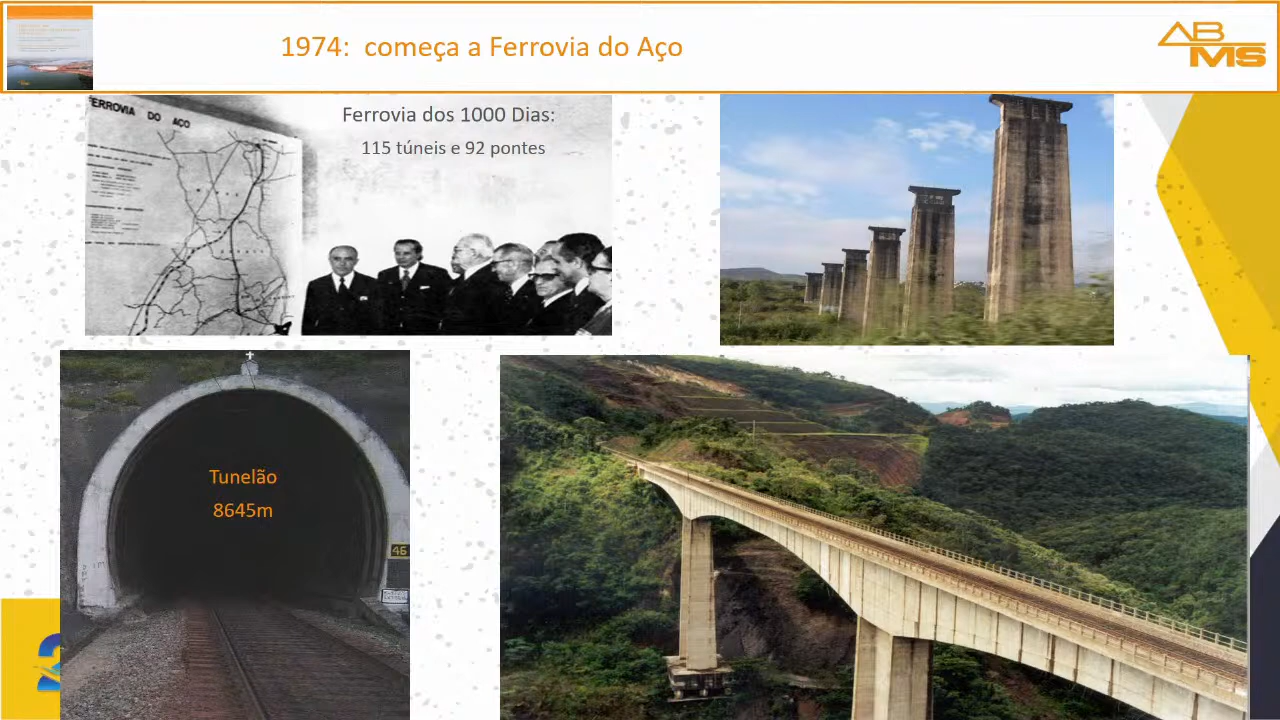 1974: começa a Ferrovia do Aço
ABMS
FERROVIA DO AÇO
Ferrovia dos 1000 Dias:
115 túneis e 92 pontes
Tunelão
8645m
46